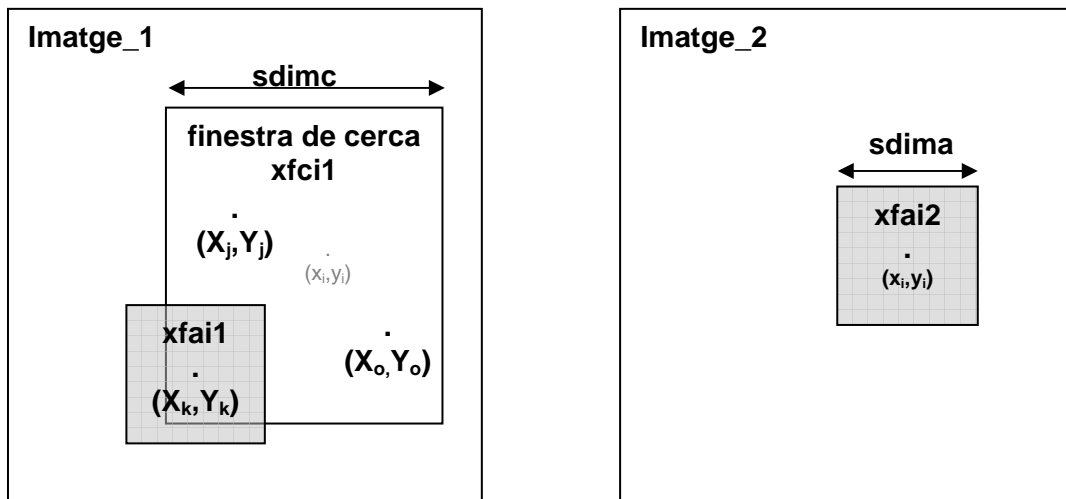 Imatge_1
sdimc
finestra de cerca
xfci1
(Xj,Yj)
(xi,yi)
xfai1
(Xk,Yk)
(Xo,Yo)
Imatge_2
sdima
xfai2
(xi,yi)